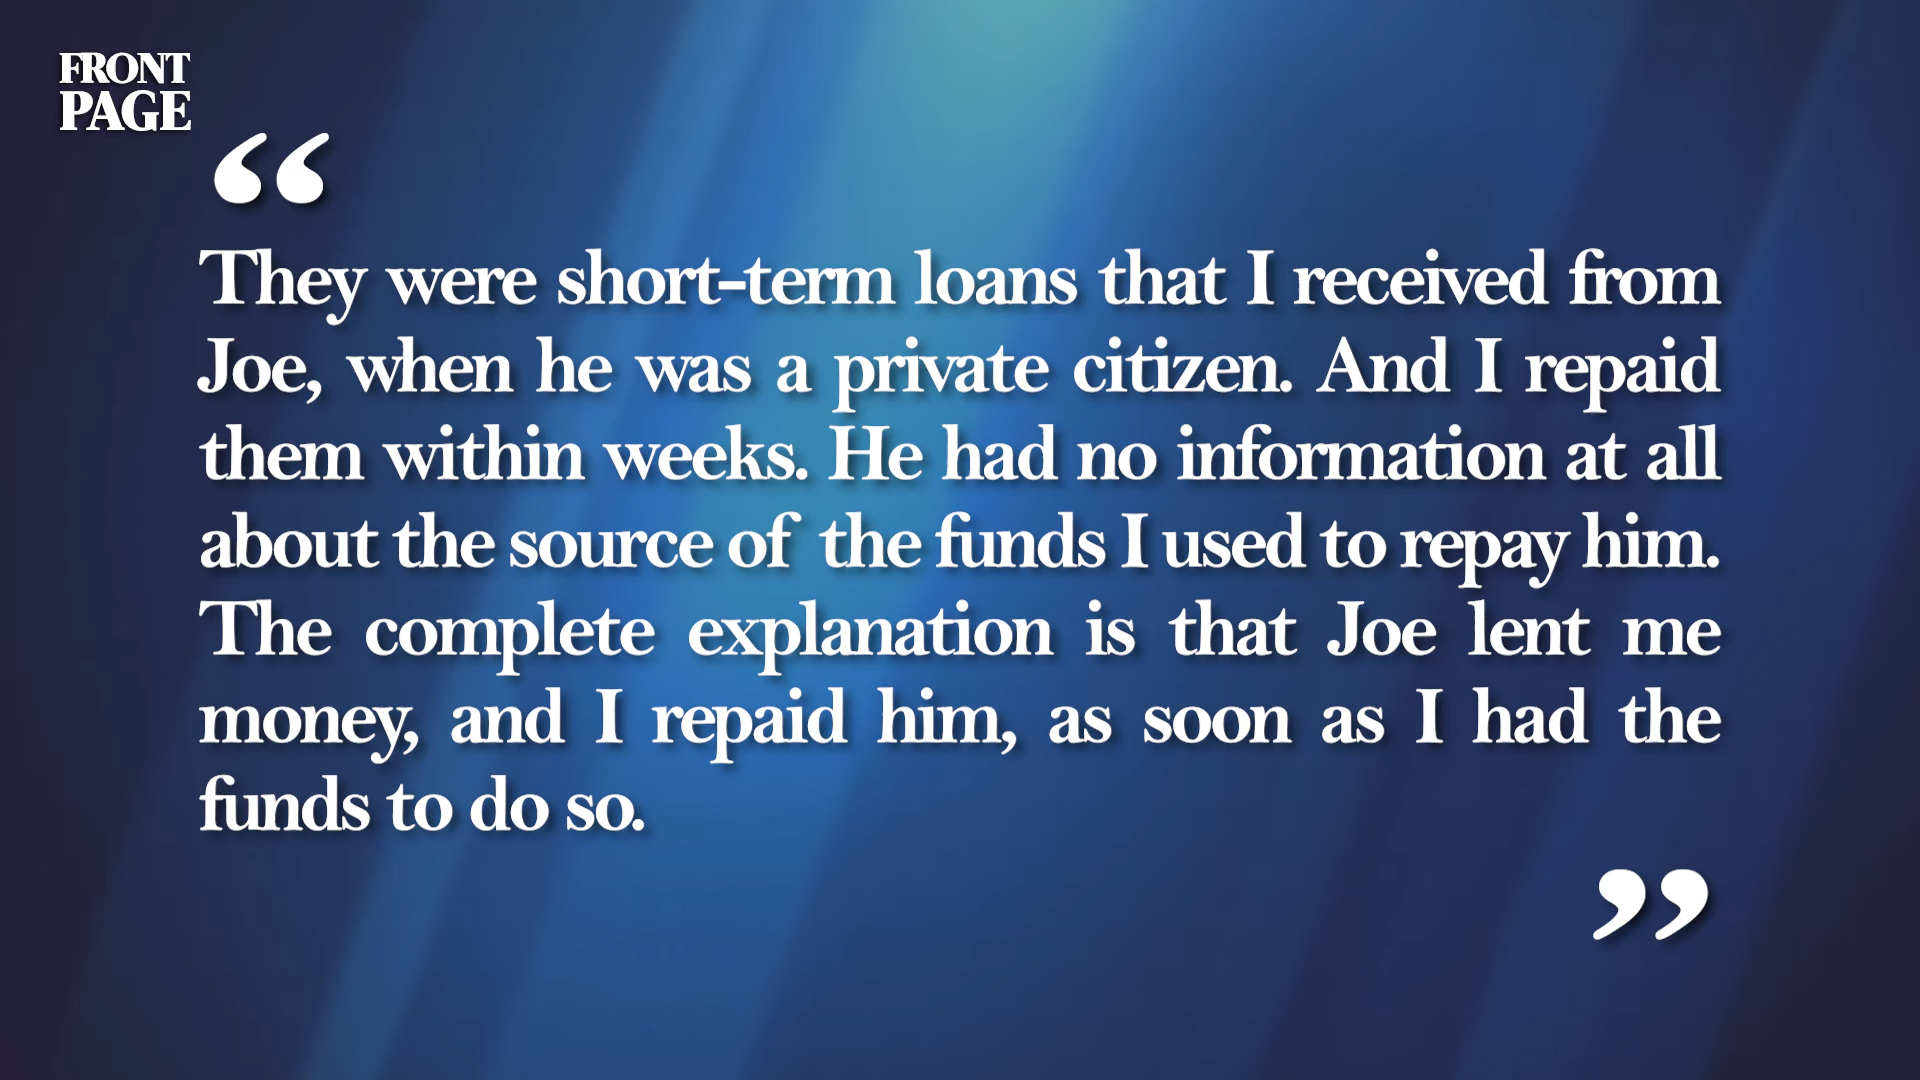 FRONT
PAGE
“
They were short-term loans that I received from
Joe, when he was a private citizen. And I repaid
them within weeks. He had no information at all
about the source of the funds I used to repay him.
The complete explanation is that Joe lent me
money, and I repaid him, as soon as I had the
funds to do so.
”